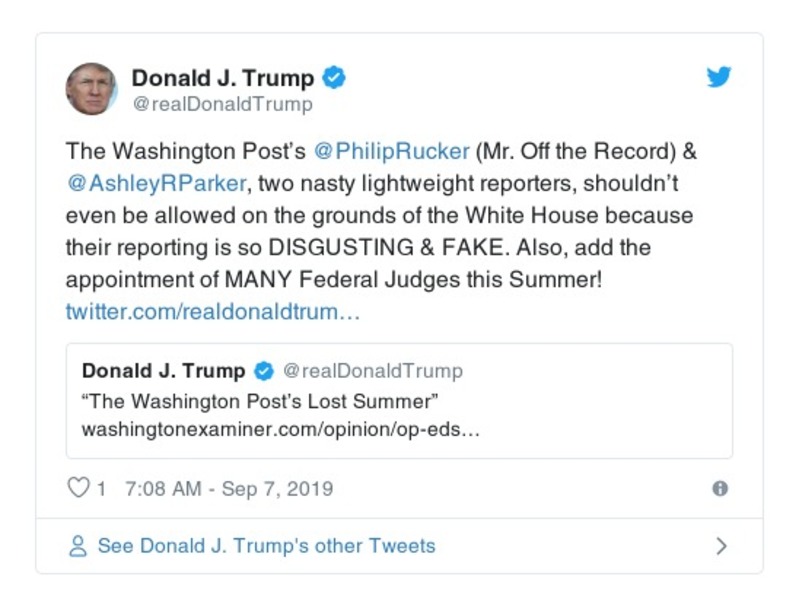 Donald J. Trump
@realDonaldTrump
The Washington Post’s @PhilipRucker (Mr. Off the Record) &
@AshleyRParker, two nasty lightweight reporters, shouldn’t
even be allowed on the grounds of the White House because
their reporting is so DISGUSTING & FAKE. Also, add the
appointment of MANY Federal Judges this Summer!
twitter.com/realdonaldtrum…
Donald J. Trump @realDonaldTrump
“The Washington Post’s Lost Summer”
washingtonexaminer.com/opinion/op-eds…
1 7:08 AM - Sep 7, 2019
See Donald J. Trump's other Tweets